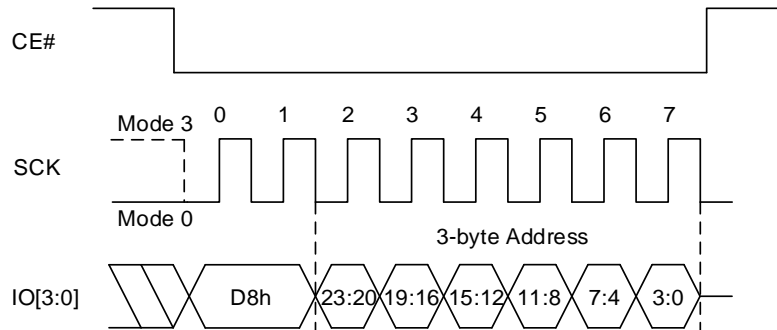 CE#
0 1 2 3 4 5 6 7
Mode 3
SCK
Mode 0
3-byte Address
IO[3:0]
D8h 23:20 19:16 15:12 11:8 7:4 3:0